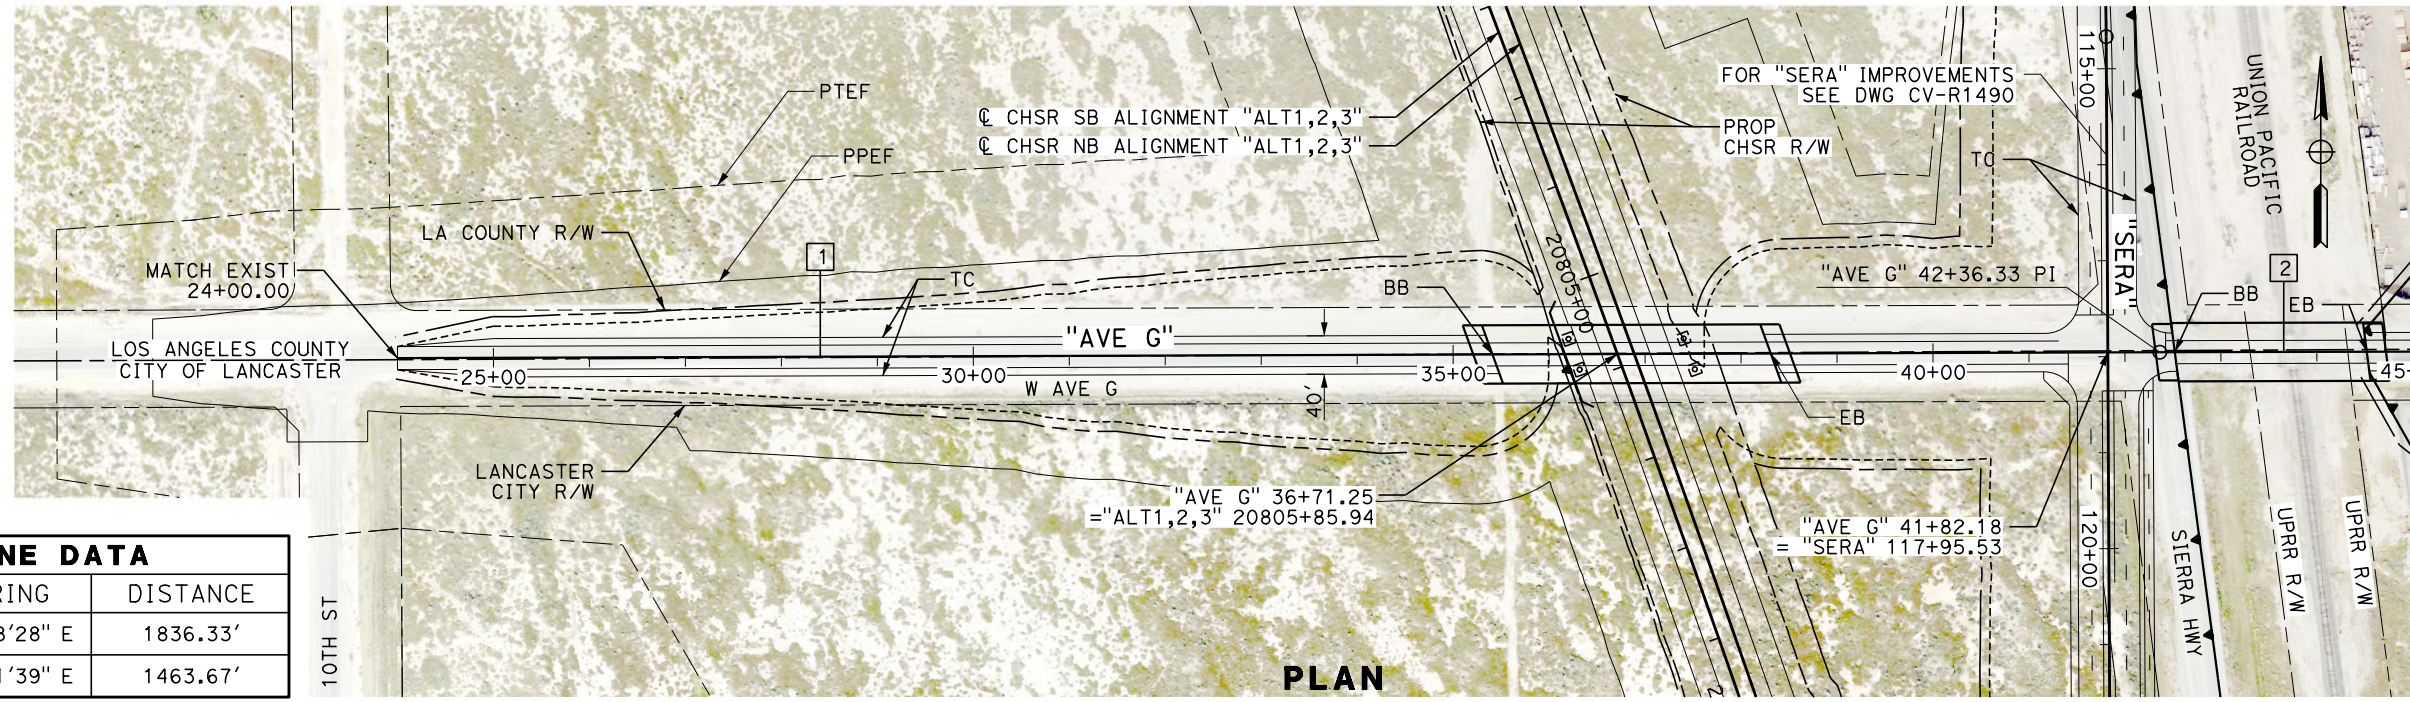 PTEF
PPEF
LA COUNTY R/W
MATCH EXIST
24+00.00
1
TC
LOS ANGELES COUNTY
CITY OF LANCASTER
"AVE G"
25+00
30+00
35+00
40+00
45+
W AVE G
40'
LANCASTER
CITY R/W
℄ CHSR SB ALIGNMENT "ALT1,2,3"
℄ CHSR NB ALIGNMENT "ALT1,2,3"
PROP
CHSR R/W
FOR "SERA" IMPROVEMENTS
SEE DWG CV-R1490
TC
115+00
UNION PACIFIC
RAILROAD
"SERA"
20805+00
BB
"AVE G" 42+36.33 PI
2
BB
EB
EB
"AVE G" 36+71.25
="ALT1,2,3" 20805+85.94
"AVE G" 41+82.18
= "SERA" 117+95.53
120+00
SIERRA HWY
UPRR R/W
UPRR R/W
10TH ST
NE DATA
RING DISTANCE
8'28" E 1836.33'
1'39" E 1463.67'
PLAN